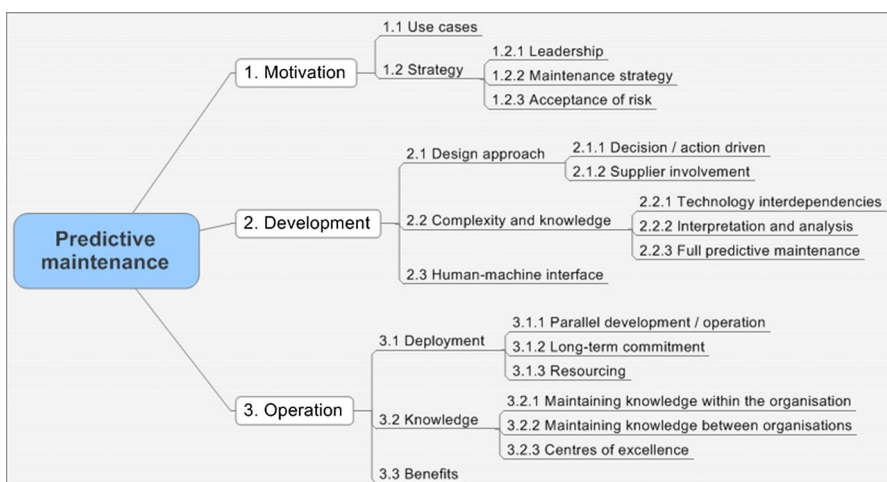 Predictive
maintenance
1. Motivation
1.1 Use cases
1.2 Strategy
1.2.1 Leadership
1.2.2 Maintenance strategy
1.2.3 Acceptance of risk
2. Development
2.1 Design approach
2.1.1 Decision / action driven
2.1.2 Supplier involvement
2.2 Complexity and knowledge
2.2.1 Technology interdependencies
2.2.2 Interpretation and analysis
2.2.3 Full predictive maintenance
2.3 Human-machine interface
3. Operation
3.1 Deployment
3.1.1 Parallel development / operation
3.1.2 Long-term commitment
3.1.3 Resourcing
3.2 Knowledge
3.2.1 Maintaining knowledge within the organisation
3.2.2 Maintaining knowledge between organisations
3.2.3 Centres of excellence
3.3 Benefits